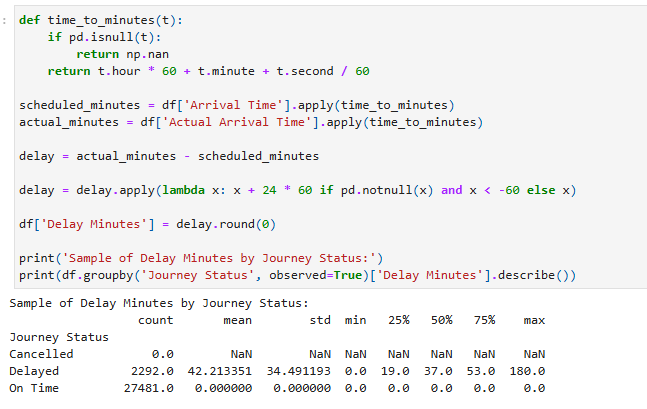 : def time_to_minutes(t):
    if pd.isnull(t):
        return np.nan
    return t.hour * 60 + t.minute + t.second / 60

scheduled_minutes = df['Arrival Time'].apply(time_to_minutes)
actual_minutes = df['Actual Arrival Time'].apply(time_to_minutes)

delay = actual_minutes - scheduled_minutes

delay = delay.apply(lambda x: x + 24 * 60 if pd.notnull(x) and x < -60 else x)

df['Delay Minutes'] = delay.round(0)

print('Sample of Delay Minutes by Journey Status:')
print(df.groupby('Journey Status', observed=True)['Delay Minutes'].describe())
Sample of Delay Minutes by Journey Status:
                  count       mean        std  min   25%   50%   75%    max
Journey Status
Cancelled           0.0        NaN        NaN  NaN   NaN   NaN   NaN    NaN
Delayed          2292.0  42.213351  34.491193  0.0  19.0  37.0  53.0  180.0
On Time         27481.0   0.000000   0.000000  0.0   0.0   0.0   0.0    0.0